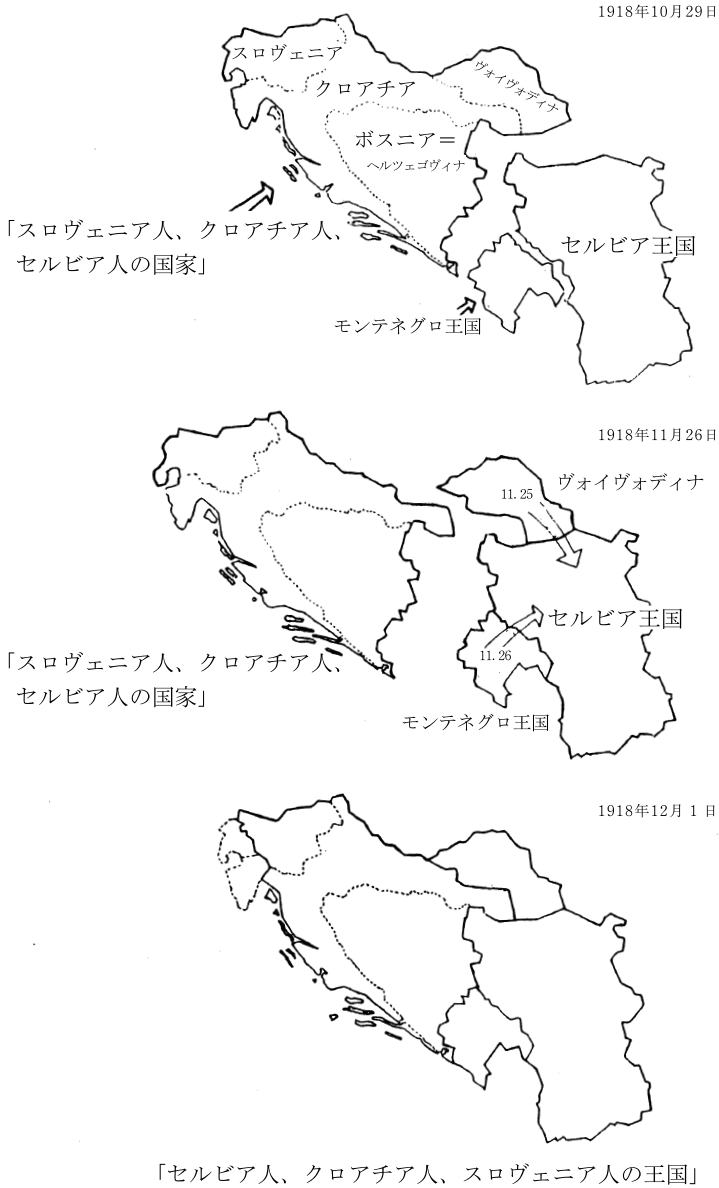 1918年10月29日
スロヴェニア
クロアチア
ヴォイヴォディナ
ボスニア=
ヘルツェゴヴィナ
「スロヴェニア人、クロアチア人、
セルビア人の国家」
セルビア王国
モンテネグロ王国
1918年11月26日
ヴォイヴォディナ
11.25
セルビア王国
11.26
「スロヴェニア人、クロアチア人、
セルビア人の国家」
モンテネグロ王国
1918年12月1日
「セルビア人、クロアチア人、スロヴェニア人の王国」